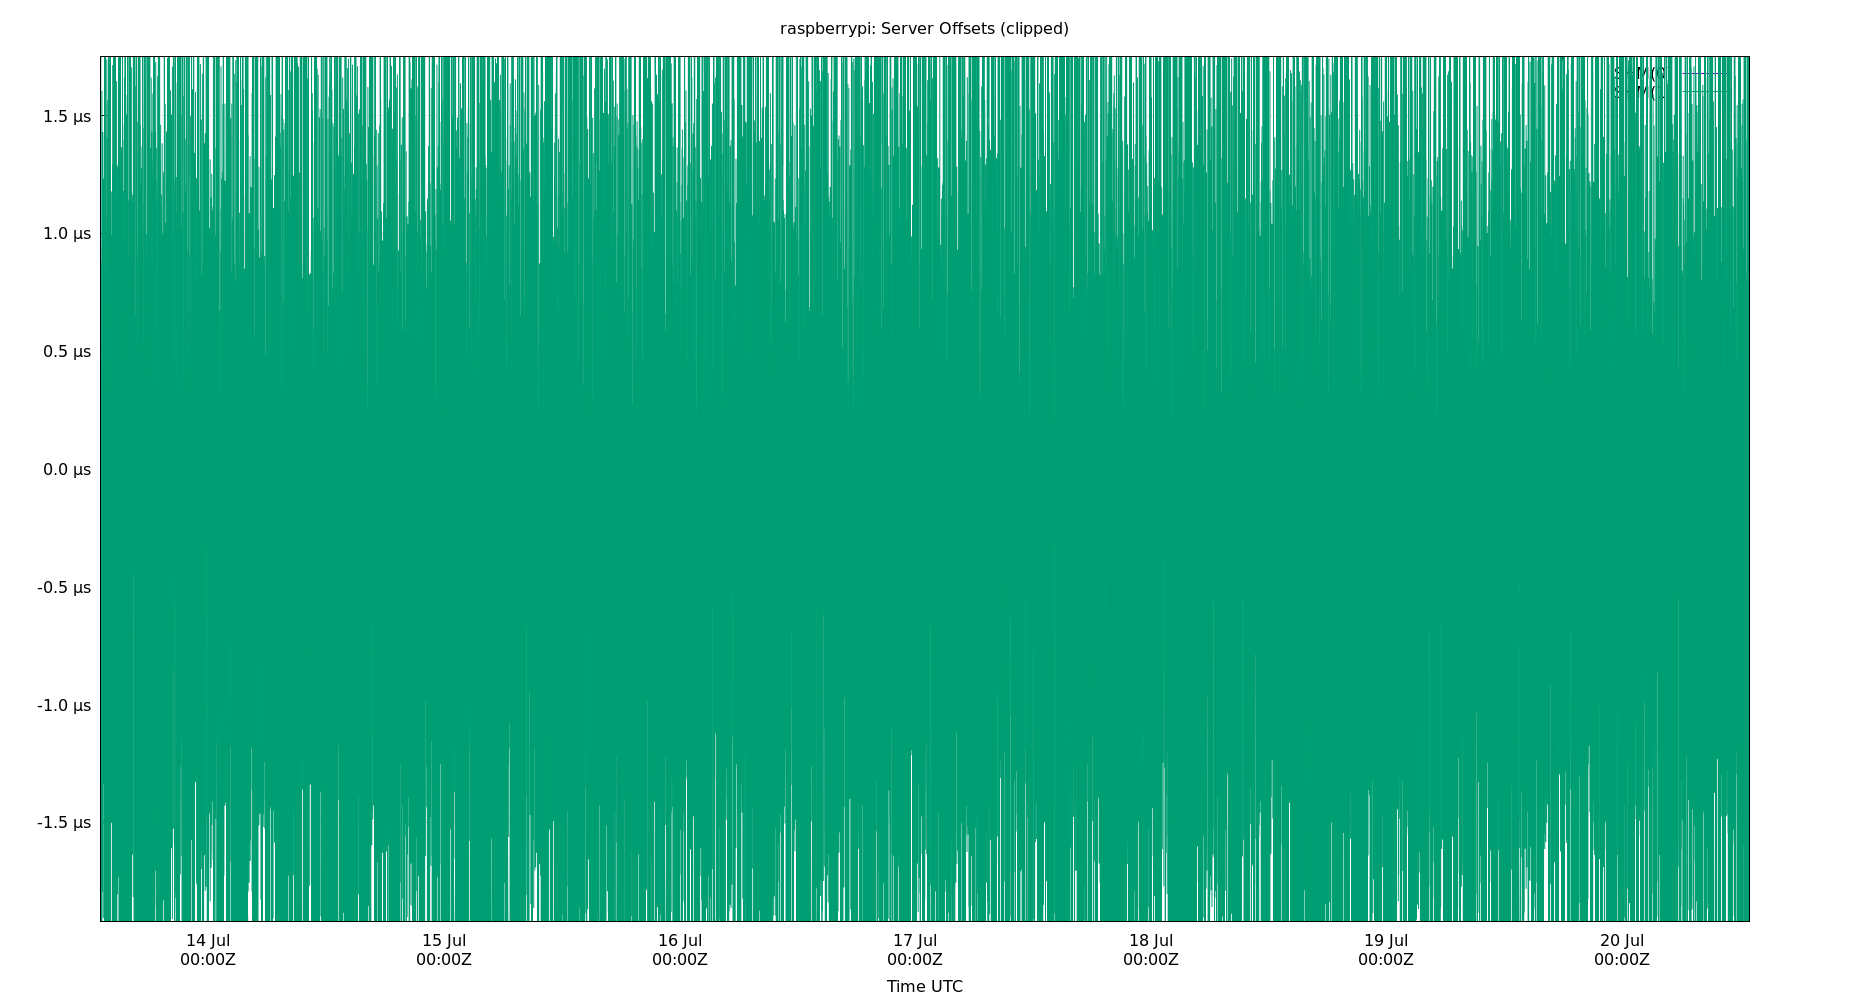 raspberrypi: Server Offsets (clipped)
1.5 µs
1.0 µs
0.5 µs
0.0 µs
-0.5 µs
-1.0 µs
-1.5 µs
14 Jul 15 Jul 16 Jul 17 Jul 18 Jul 19 Jul 20 Jul
00:00Z 00:00Z 00:00Z 00:00Z 00:00Z 00:00Z 00:00Z
Time UTC